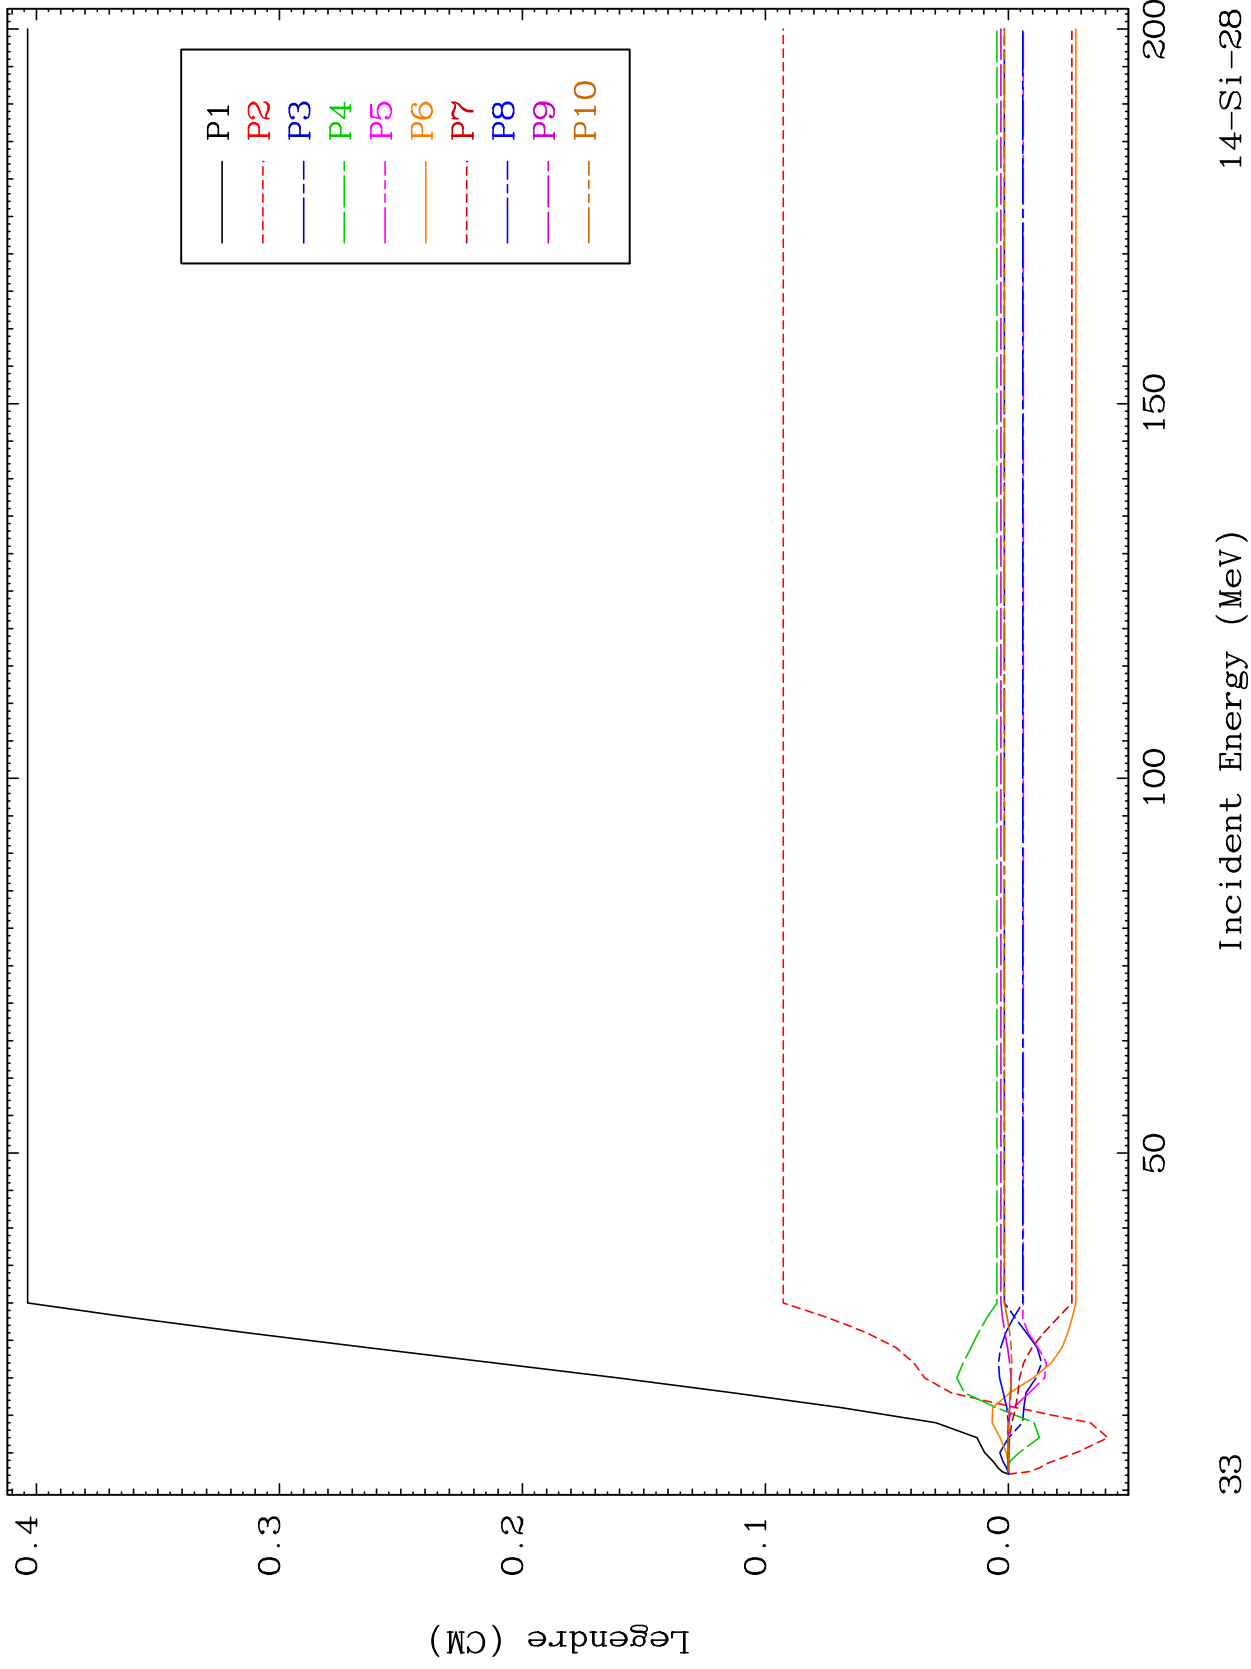 P1
P2
P3
P4
P5
P6
P7
P8
P9
P10
Legendre (CM)
0.4
0.3
0.2
0.1
0.0
50
100
150
200
Incident Energy (MeV)
33
14-Si-28